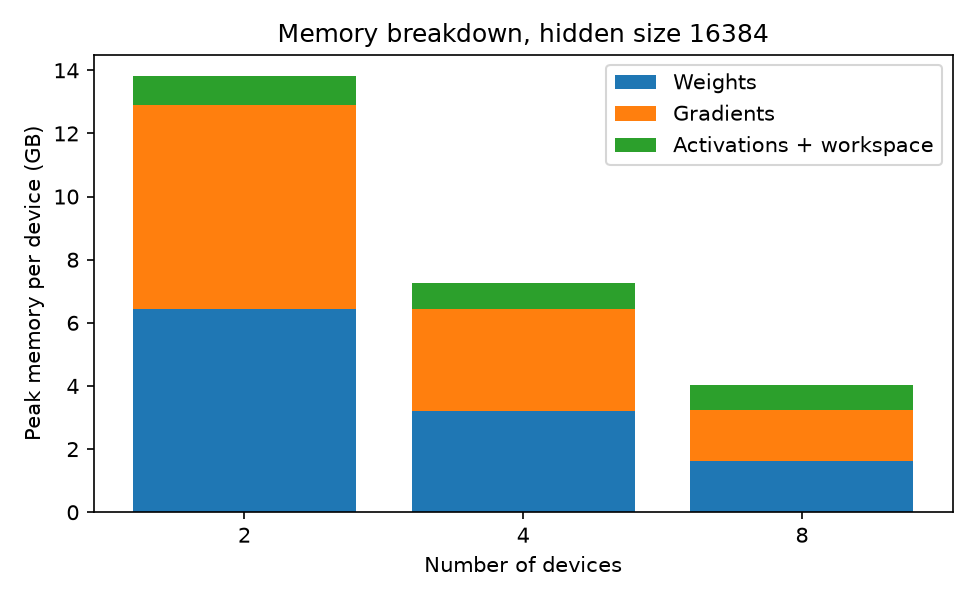 Memory breakdown, hidden size 16384
Weights
Gradients
Activations + workspace
Peak memory per device (GB)
14
12
10
8
6
4
2
0
2
4
8
Number of devices